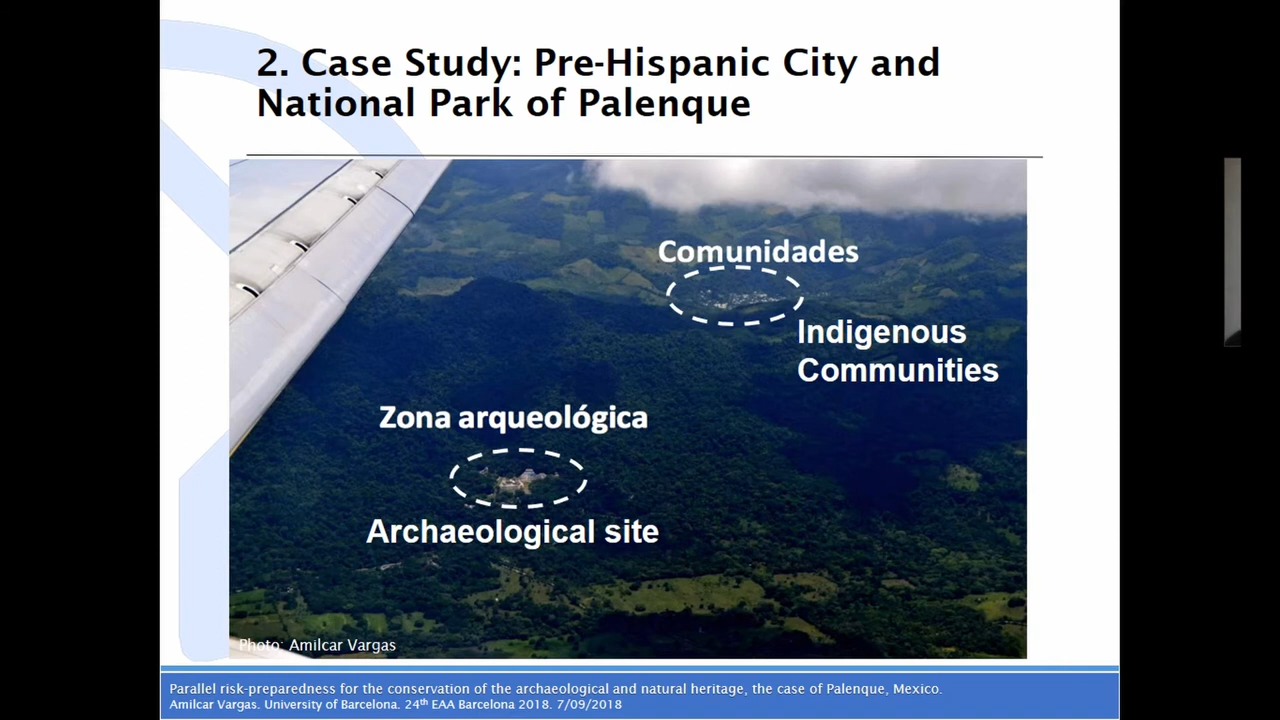 2. Case Study: Pre-Hispanic City and
National Park of Palenque
Comunidades
Indigenous
Communities
Zona arqueológica
Archaeological site
Photo: Amilcar Vargas
Parallel risk-preparedness for the conservation of the archaeological and natural heritage, the case of Palenque, Mexico.
Amilcar Vargas. University of Barcelona. 24th EAA Barcelona 2018. 7/09/2018